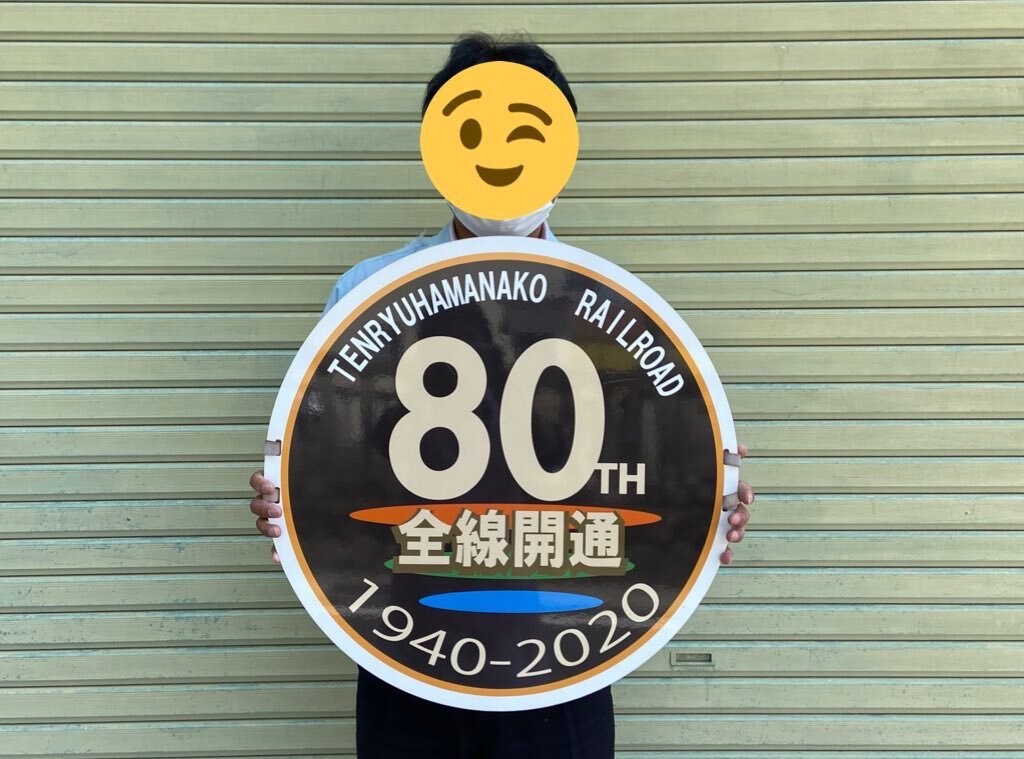 TENRYUHAMANAKO RAILROAD
80TH
全線開通
1940-2020